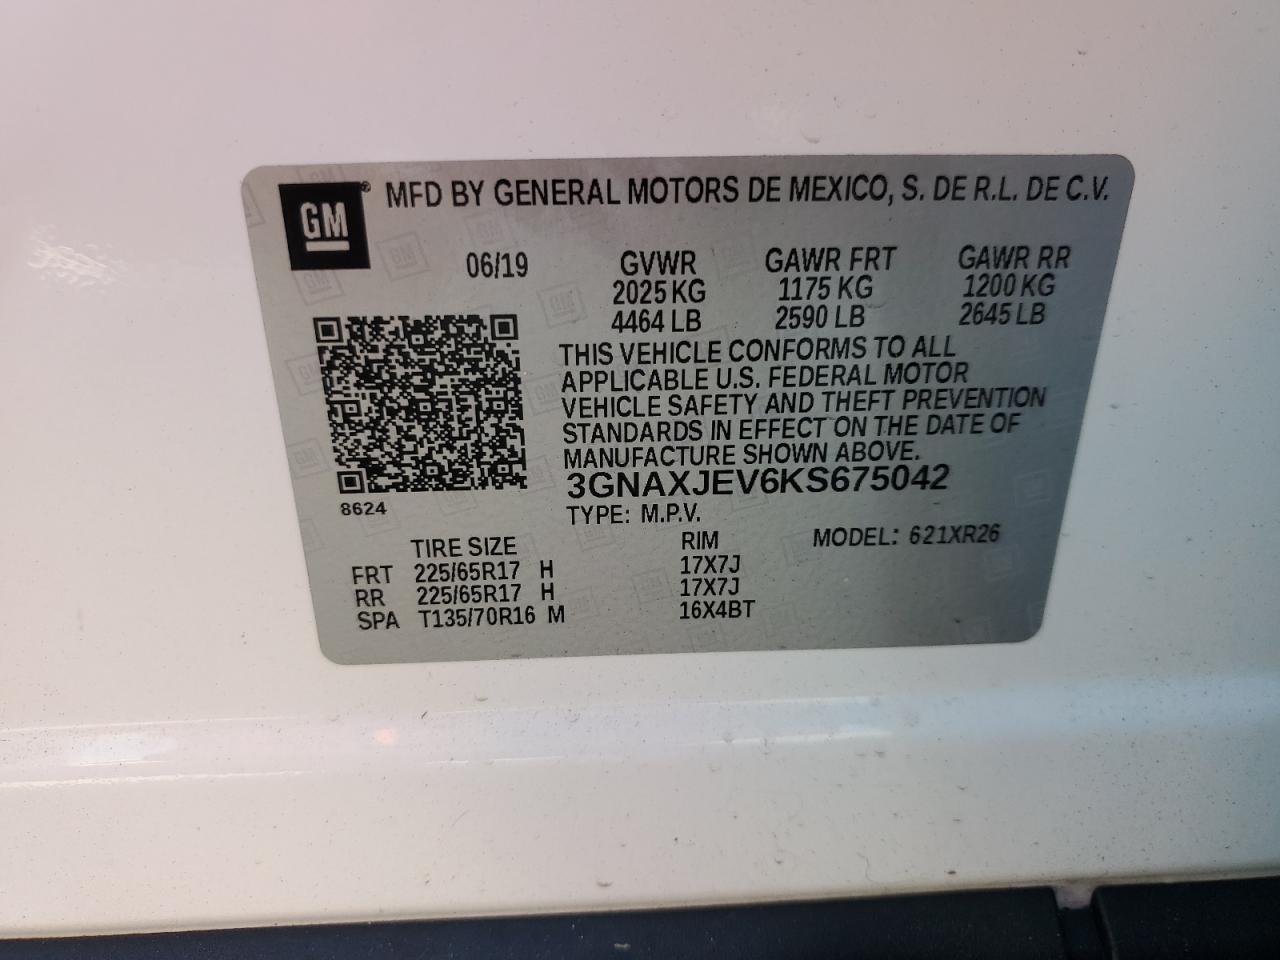 GM® MFD BY GENERAL MOTORS DE MEXICO, S. DE R.L. DE C.V.
06/19 GVWR GAWR FRT GAWR RR
2025 KG 1175 KG 1200 KG
4464 LB 2590 LB 2645 LB
THIS VEHICLE CONFORMS TO ALL
APPLICABLE U.S. FEDERAL MOTOR
VEHICLE SAFETY AND THEFT PREVENTION
STANDARDS IN EFFECT ON THE DATE OF
MANUFACTURE SHOWN ABOVE.
3GNAXJEV6KS675042
8624
TYPE: M.P.V.
TIRE SIZE RIM MODEL: 621XR26
FRT 225/65R17 H 17X7J
RR 225/65R17 H 17X7J
SPA T135/70R16 M 16X4BT